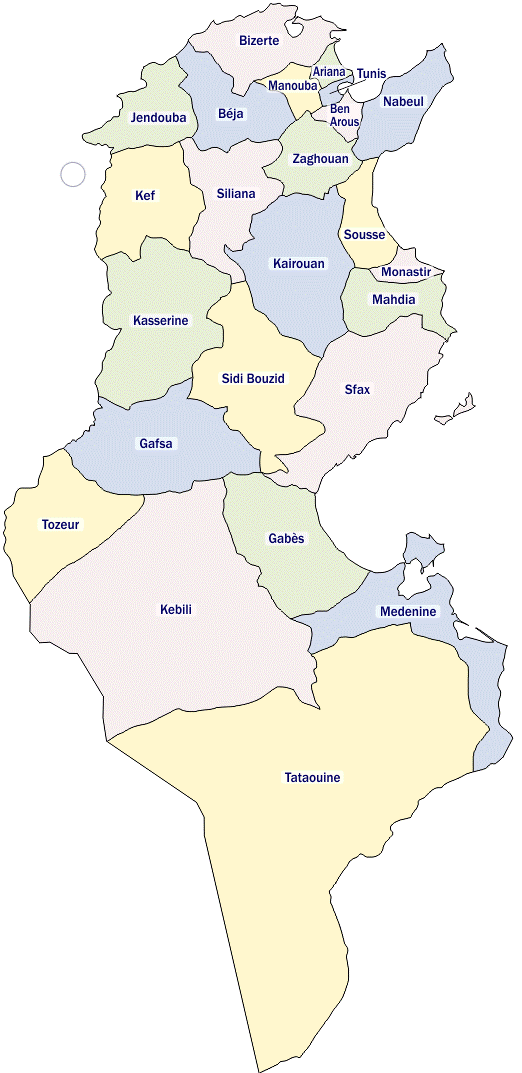 Bizerte
Ariana
Tunis
Manouba
Nabeul
Ben
Arous
Béja
Jendouba
Zaghouan
Kef
Siliana
Sousse
Kairouan
Monastir
Mahdia
Kasserine
Sidi Bouzid
Sfax
Gafsa
Tozeur
Gabès
Kebili
Medenine
Tataouine